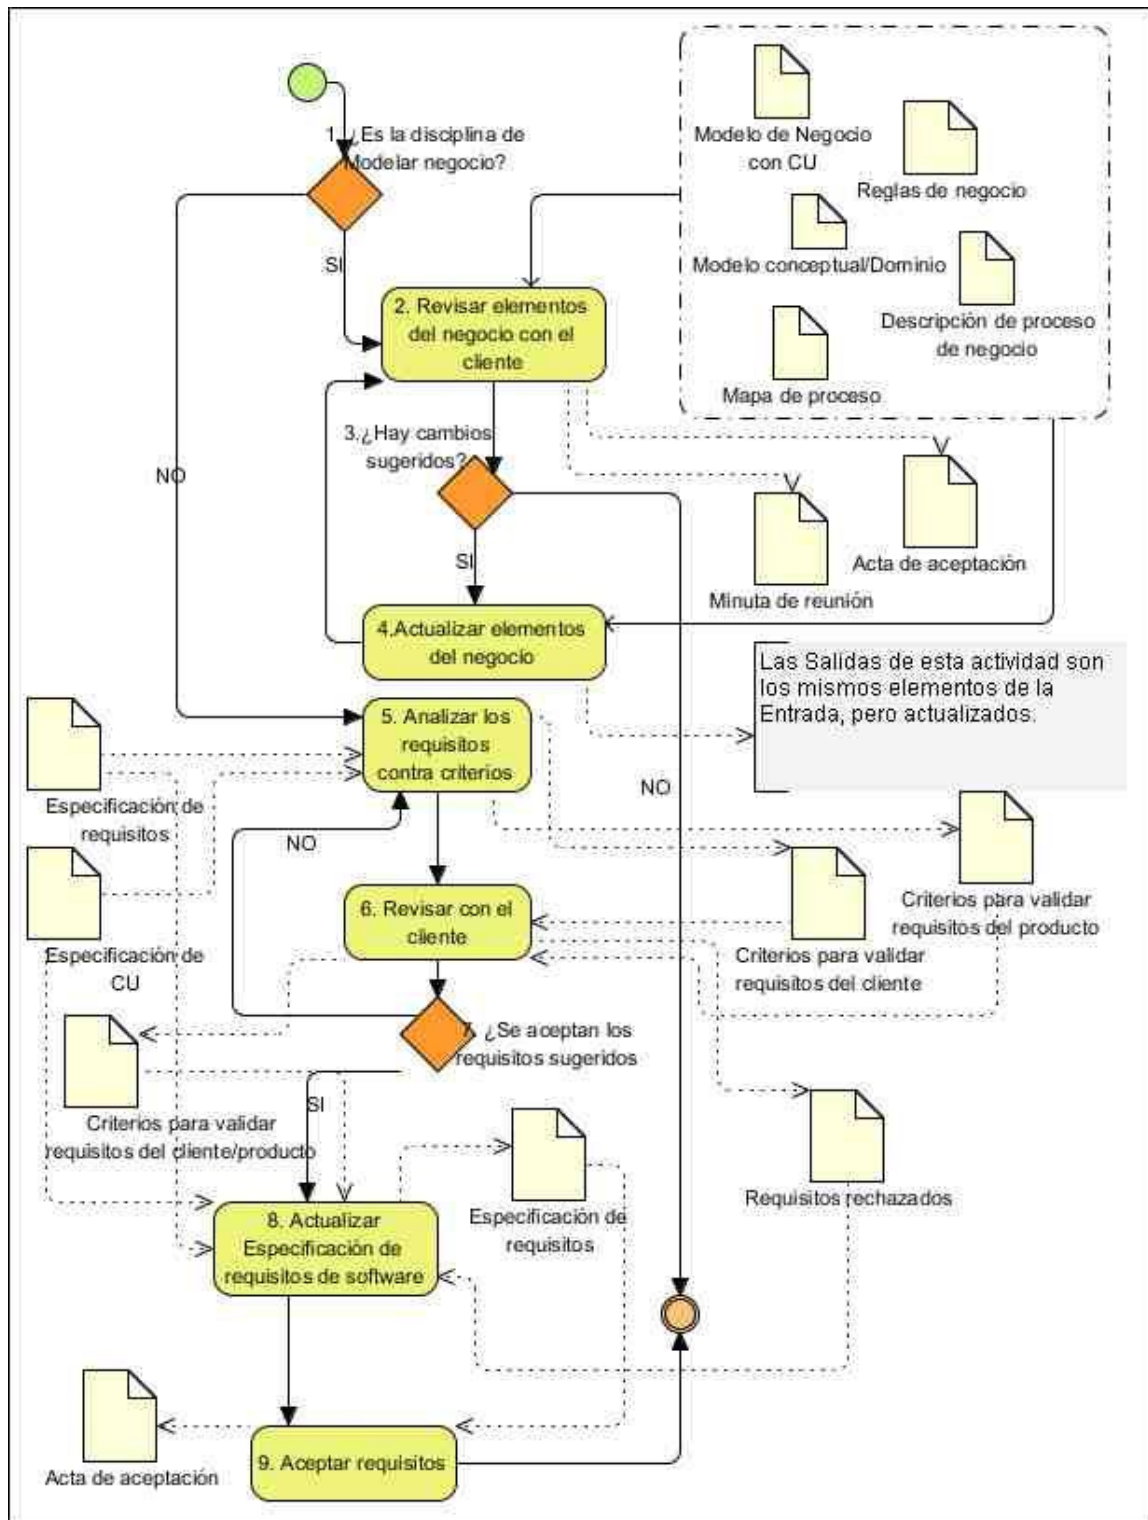 1. ¿Es la disciplina de
Modelar negocio?
Modelo de Negocio
con CU
Reglas de negocio
Modelo conceptual/Dominio
Descripción de proceso
de negocio
Mapa de proceso
SI
2. Revisar elementos
del negocio con el
cliente
3.¿Hay cambios
sugeridos?
NO
SI
Acta de aceptación
Minuta de reunión
4.Actualizar elementos
del negocio
Las Salidas de esta actividad son
los mismos elementos de la
Entrada, pero actualizados.
5. Analizar los
requisitos
contra criterios
NO
Especificación de
requisitos
NO
6. Revisar con el
cliente
Criterios para validar
requisitos del producto
Criterios para validar
requisitos del cliente
Especificación de
CU
7. ¿Se aceptan los
requisitos sugeridos
SI
Criterios para validar
requisitos del cliente/producto
Requisitos rechazados
Especificación de
requisitos
8. Actualizar
Especificación de
requisitos de software
9. Aceptar requisitos
Acta de aceptación